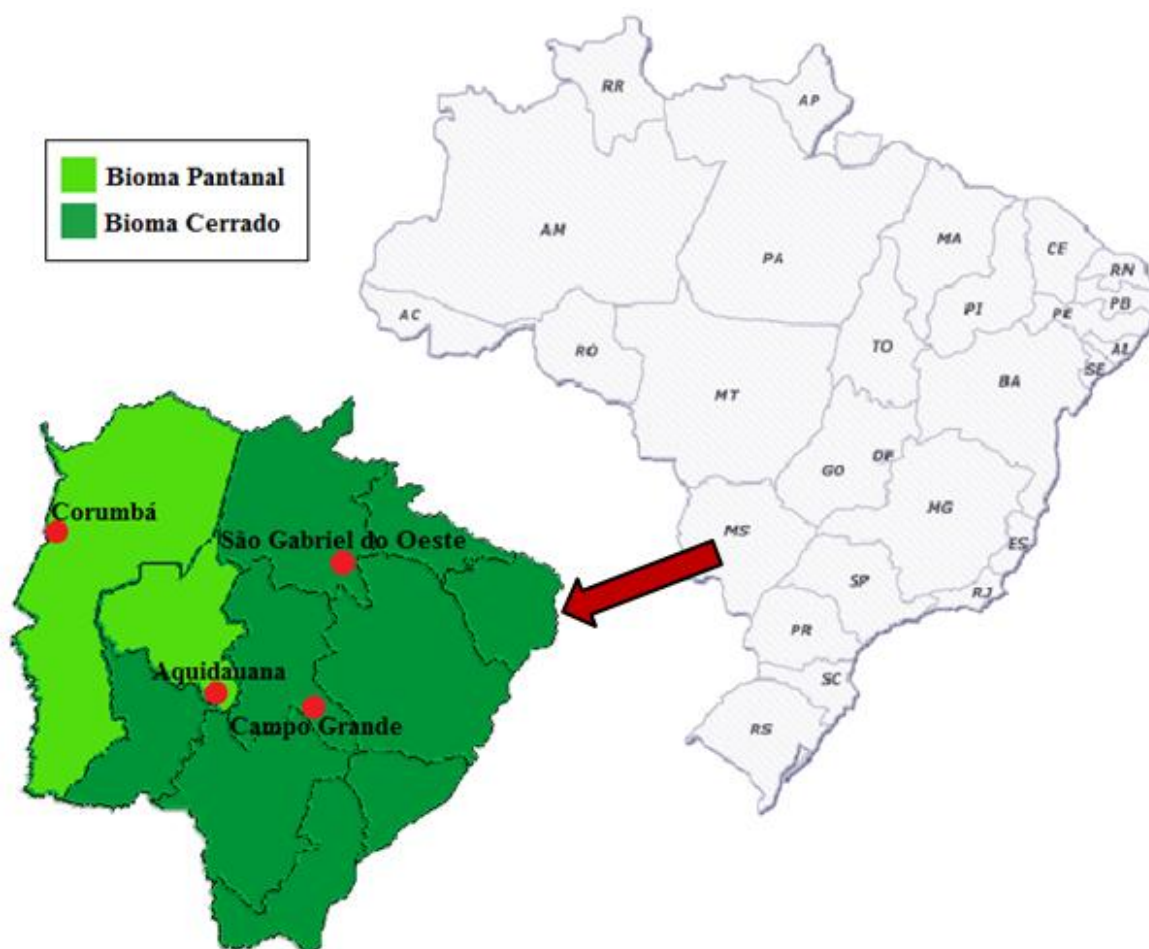 Bioma Pantanal
Bioma Cerrado
RR
AP
AM
PA
MA
CE
RN
PB
PE
PI
AC
RO
TO
AL
SE
BA
MT
GO
DF
MG
MS
ES
SP
RJ
PR
SC
RS
Corumbá
São Gabriel do Oeste
Aquidauana
Campo Grande